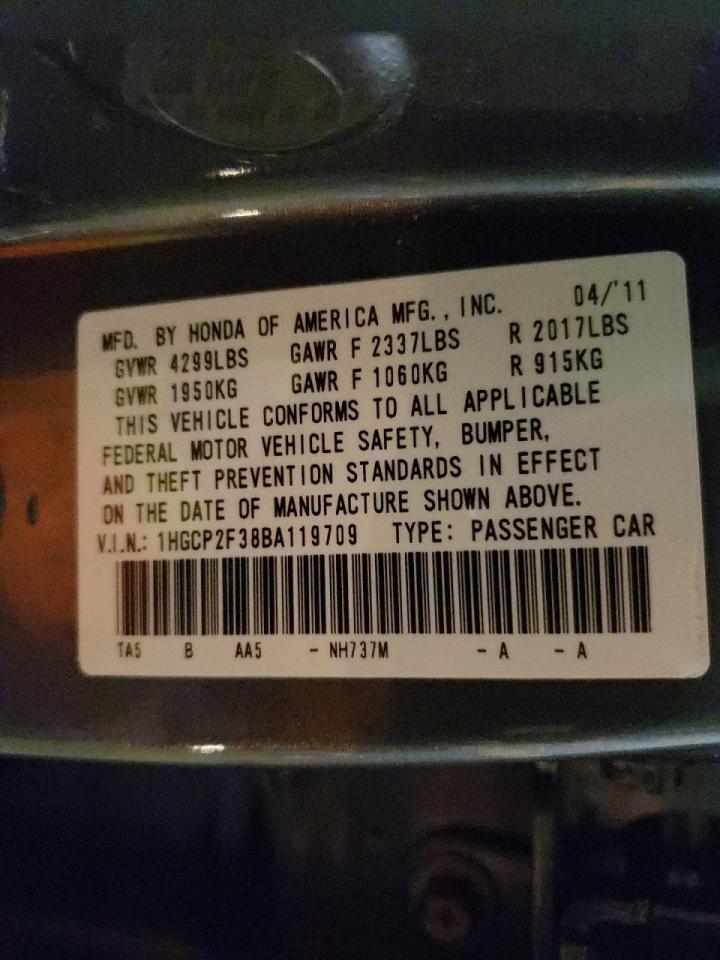 MFD. BY HONDA OF AMERICA MFG., INC. 04/'11
GVWR 4299LBS GAWR F 2337LBS R 2017LBS
GVWR 1950KG GAWR F 1060KG R 915KG
THIS VEHICLE CONFORMS TO ALL APPLICABLE
FEDERAL MOTOR VEHICLE SAFETY, BUMPER,
AND THEFT PREVENTION STANDARDS IN EFFECT
ON THE DATE OF MANUFACTURE SHOWN ABOVE.
V.I.N.: 1HGCP2F38BA119709 TYPE: PASSENGER CAR
TA5 B AA5 - NH737M - A - A